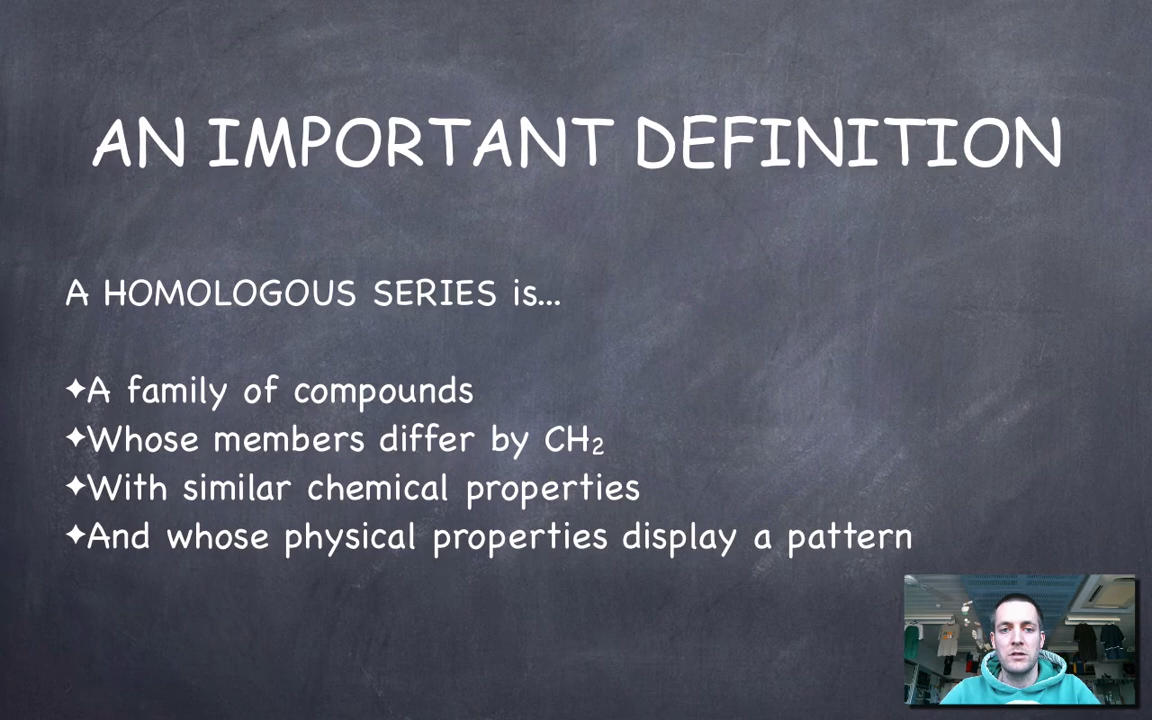 AN IMPORTANT DEFINITION
A HOMOLOGOUS SERIES is...
✦A family of compounds
✦Whose members differ by CH₂
✦With similar chemical properties
✦And whose physical properties display a pattern